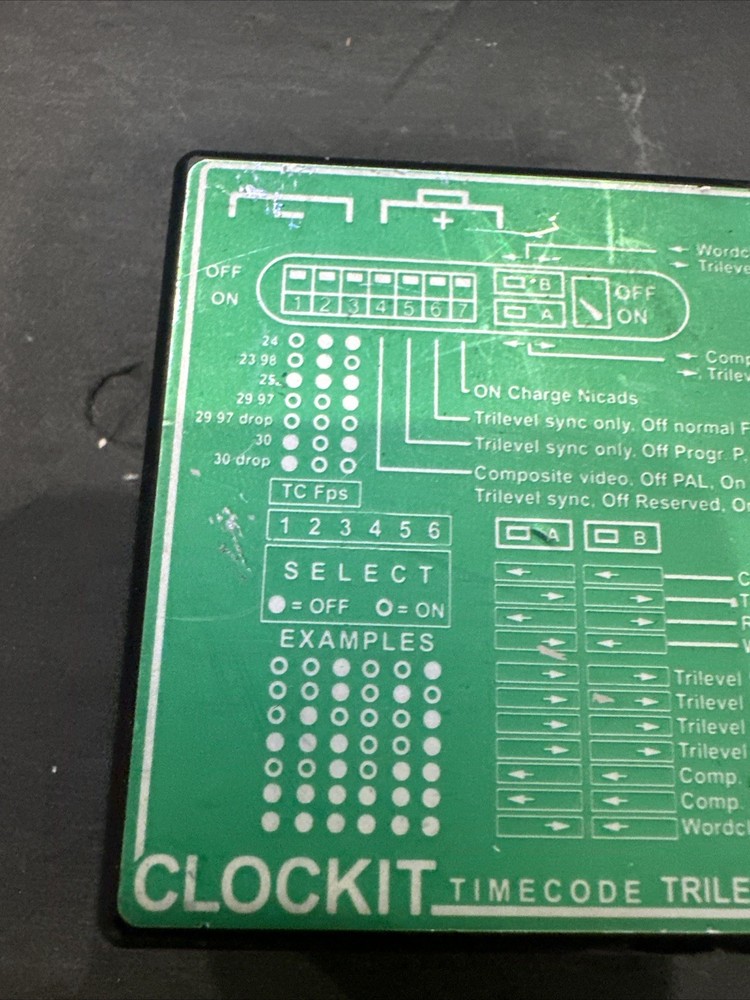 − +
← Wordc
→ Trileve
OFF B OFF
ON 1 2 3 4 5 6 7 A ON
← Comp
→ Trilev
24
23 98
25
29 97
29 97 drop
30
30 drop
ON Charge Nicads
Trilevel sync only. Off normal F
Trilevel sync only. Off Progr. P.
Composite video. Off PAL, On
Trilevel sync, Off Reserved, O
TC Fps
1 2 3 4 5 6
SELECT
= OFF = ON
EXAMPLES
A B
C
T
R
W
Trilevel
Trilevel
Trilevel
Trilevel
Comp.
Comp.
Wordcl
CLOCKIT TIMECODE TRILE